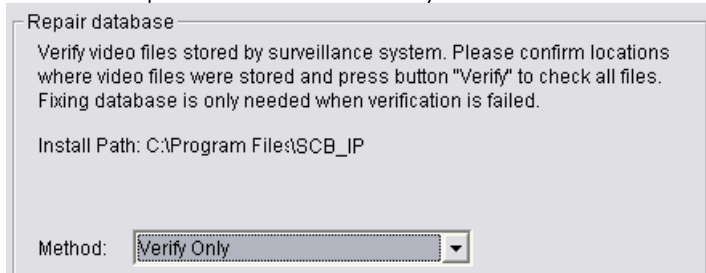 Repair database
Verify video files stored by surveillance system. Please confirm locations
where video files were stored and press button "Verify" to check all files.
Fixing database is only needed when verification is failed.
Install Path: C:\Program Files\SCB_IP
Method: Verify Only